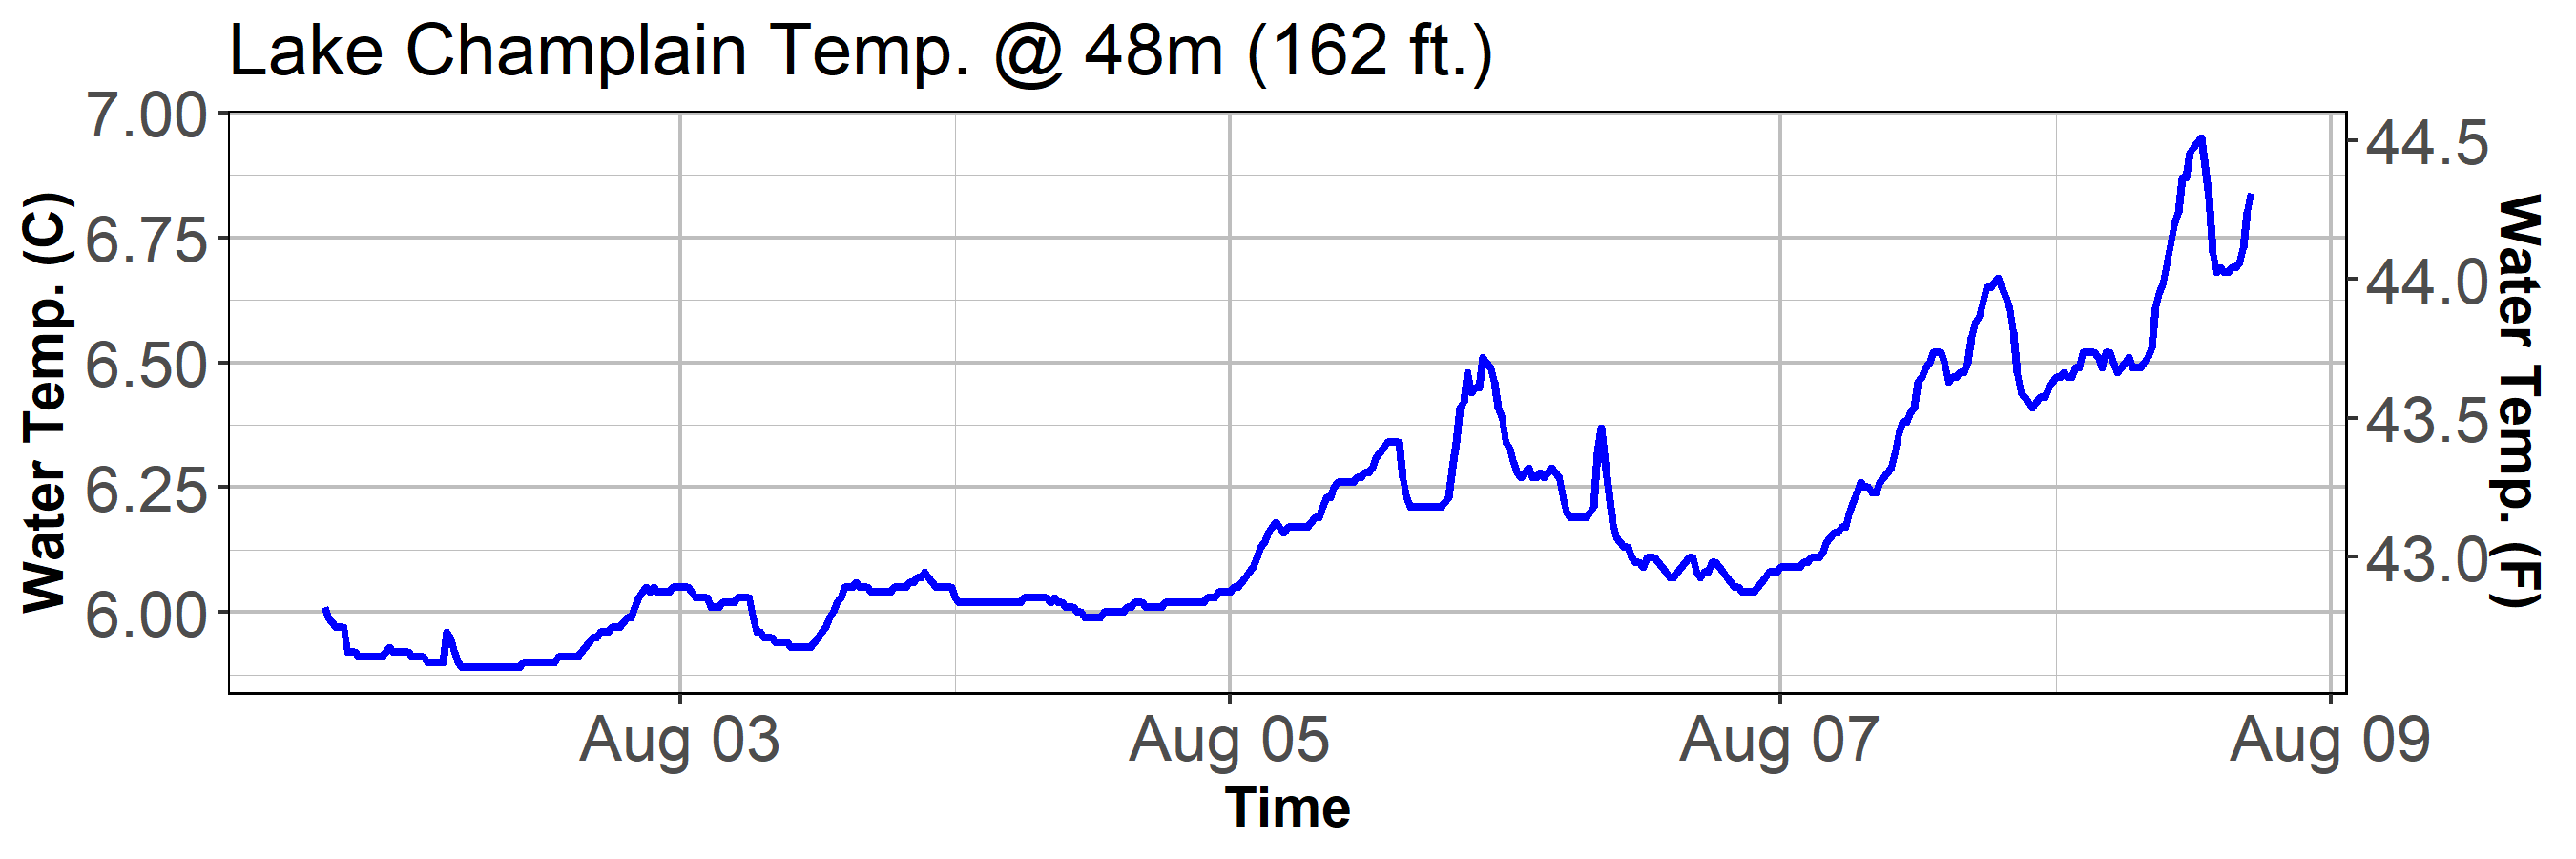 Lake Champlain Temp. @ 48m (162 ft.)
Water Temp. (C)
7.00
6.75
6.50
6.25
6.00
44.5
44.0
43.5
43.0
Water Temp. (F)
Aug 03 Aug 05 Aug 07 Aug 09
Time